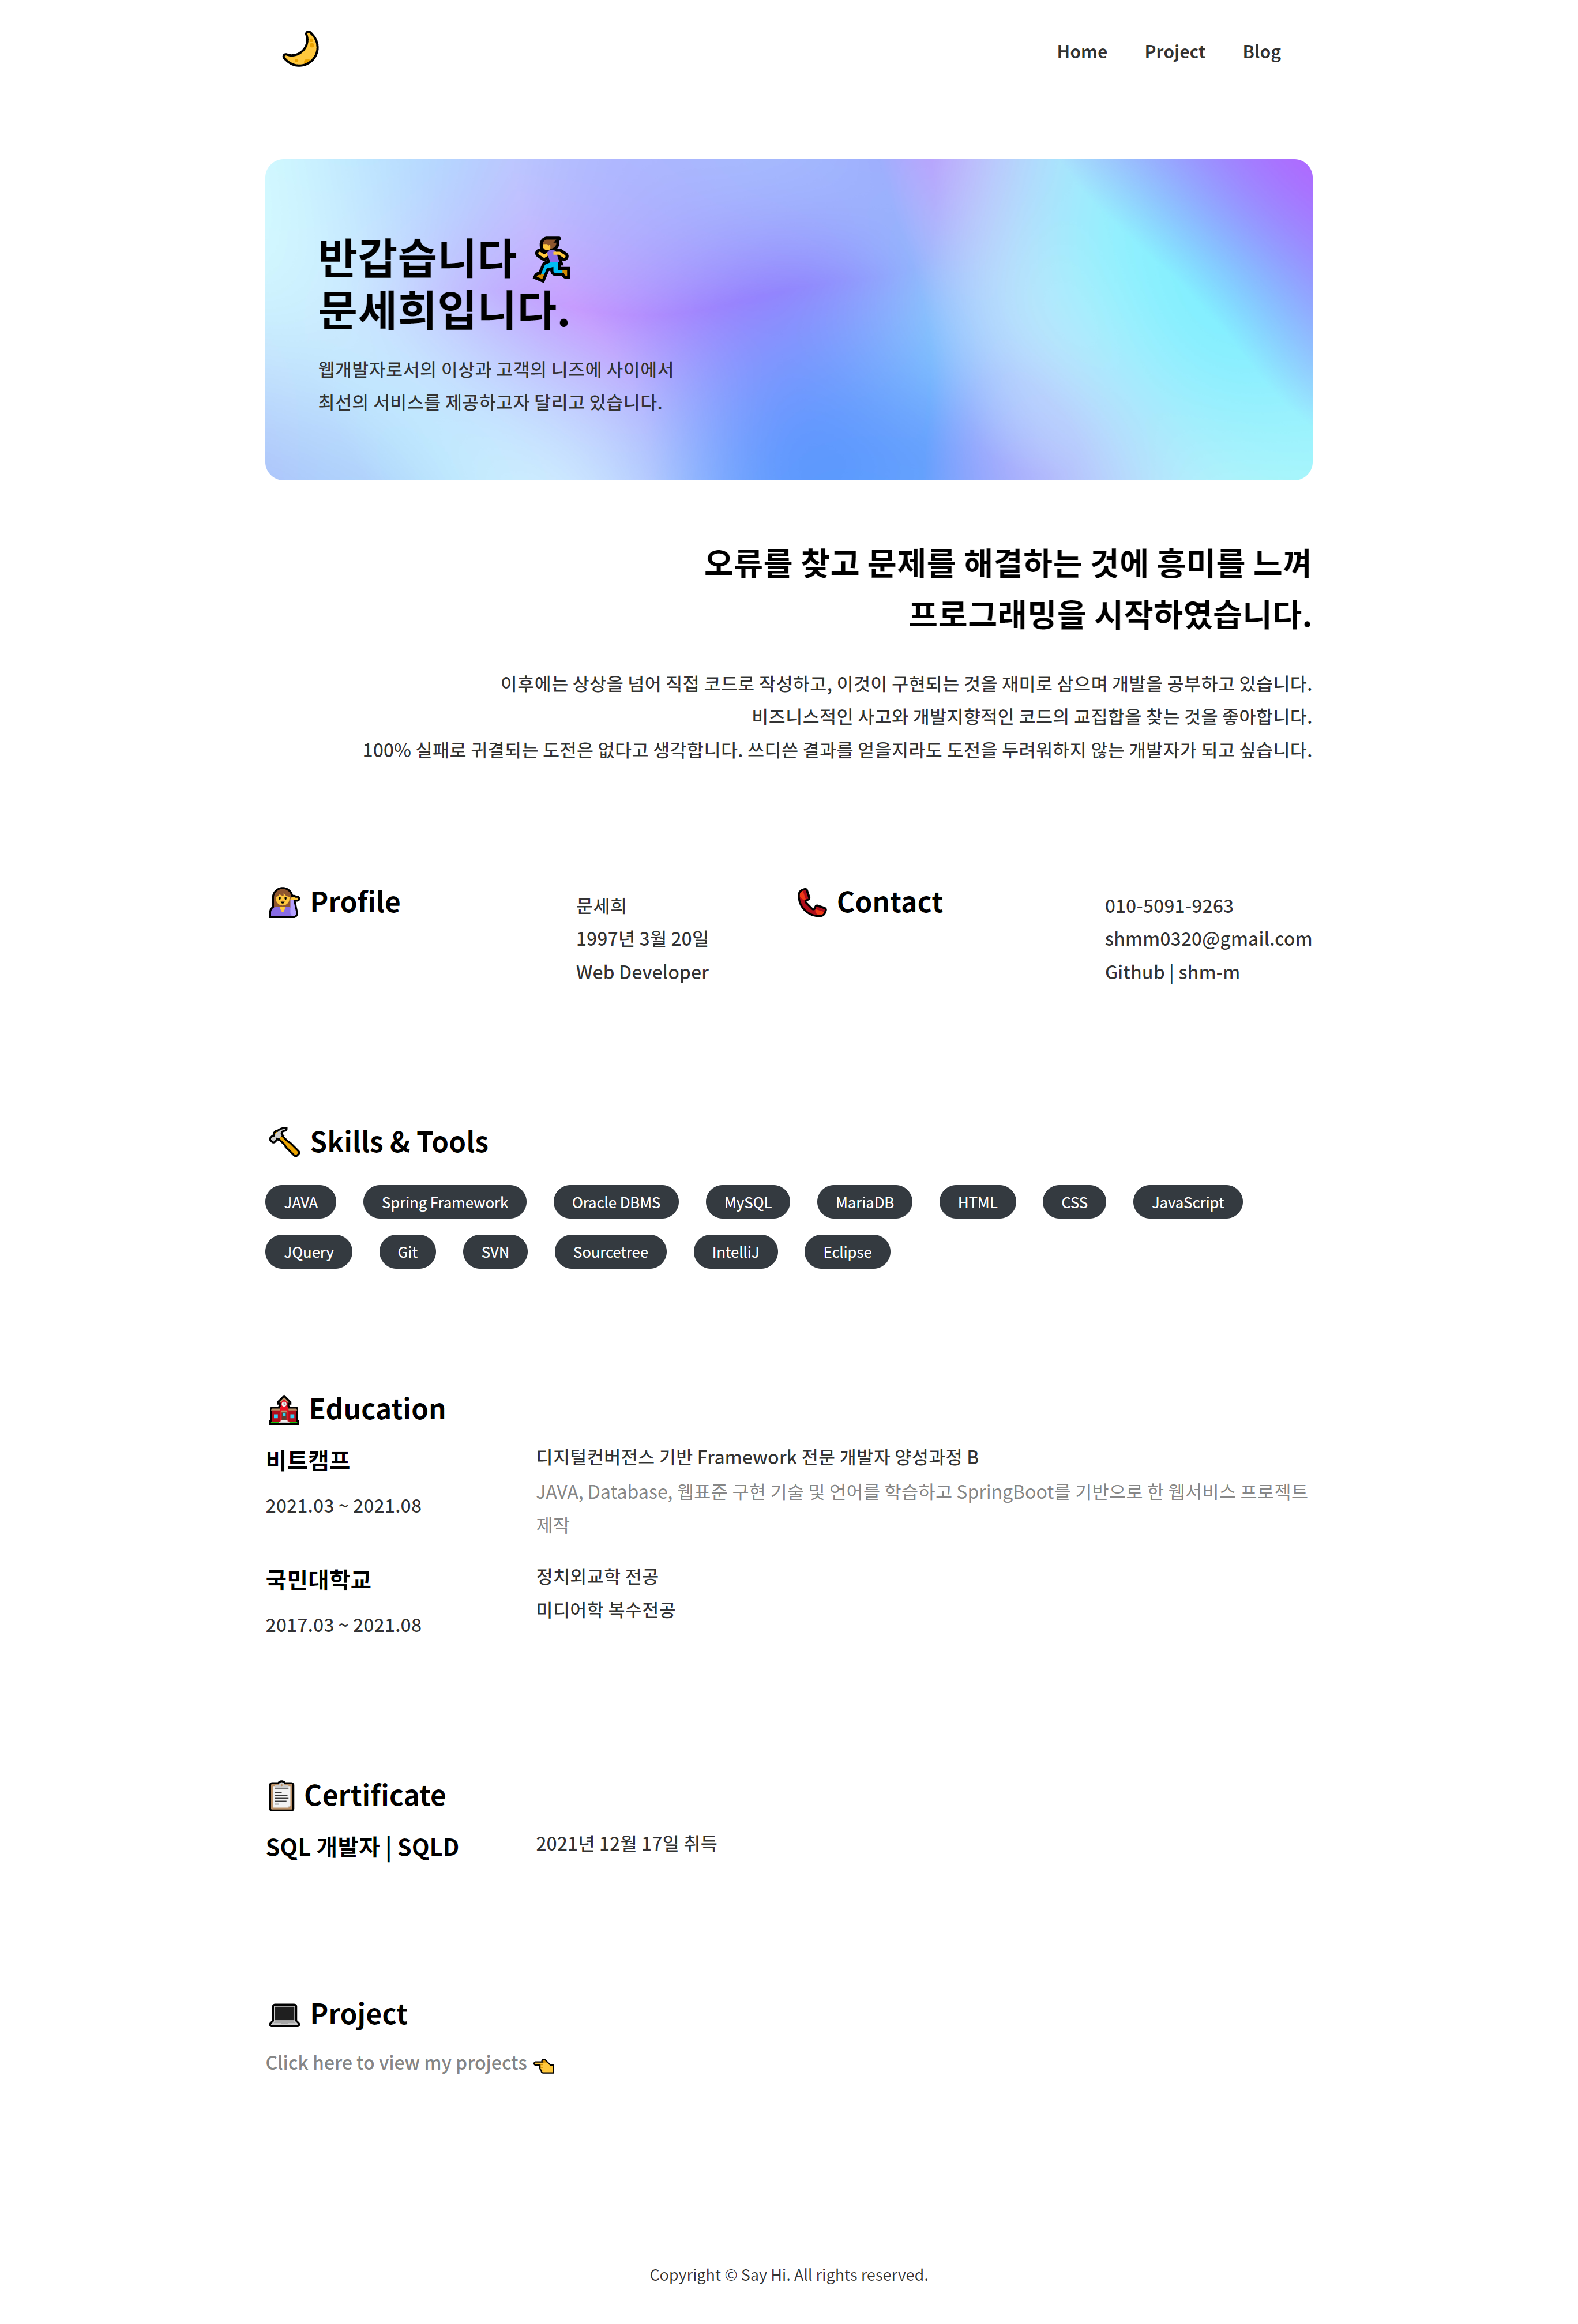 Home Project Blog
반갑습니다 🏃‍♀️
문세희입니다.
웹개발자로서의 이상과 고객의 니즈에 사이에서
최선의 서비스를 제공하고자 달리고 있습니다.
오류를 찾고 문제를 해결하는 것에 흥미를 느껴
프로그래밍을 시작하였습니다.
이후에는 상상을 넘어 직접 코드로 작성하고, 이것이 구현되는 것을 재미로 삼으며 개발을 공부하고 있습니다.
비즈니스적인 사고와 개발지향적인 코드의 교집합을 찾는 것을 좋아합니다.
100% 실패로 귀결되는 도전은 없다고 생각합니다. 쓰디쓴 결과를 얻을지라도 도전을 두려워하지 않는 개발자가 되고 싶습니다.
💁‍♀️ Profile
문세희
1997년 3월 20일
Web Developer
📞 Contact
010-5091-9263
shmm0320@gmail.com
Github | shm-m
🔨 Skills & Tools
JAVA Spring Framework Oracle DBMS MySQL MariaDB HTML CSS JavaScript
JQuery Git SVN Sourcetree IntelliJ Eclipse
🏫 Education
비트캠프
2021.03 ~ 2021.08
디지털컨버전스 기반 Framework 전문 개발자 양성과정 B
JAVA, Database, 웹표준 구현 기술 및 언어를 학습하고 SpringBoot를 기반으로 한 웹서비스 프로젝트
제작
국민대학교
2017.03 ~ 2021.08
정치외교학 전공
미디어학 복수전공
📋 Certificate
SQL 개발자 | SQLD
2021년 12월 17일 취득
💻 Project
Click here to view my projects 👈
Copyright © Say Hi. All rights reserved.